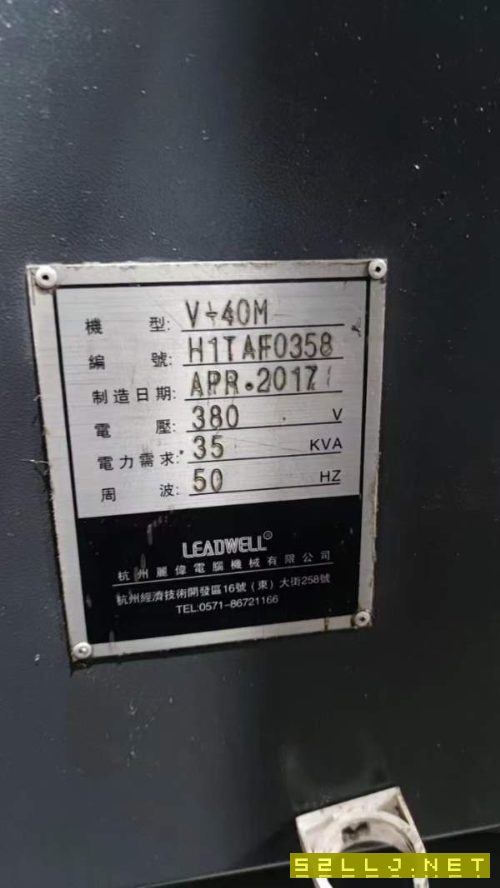 機 型: V-40M
編 號: H1TAF0358
制造日期: APR.2017
電 壓: 380 V
電力需求: 35 KVA
周 波: 50 HZ
LEADWELL®
杭州麗偉電腦機械有限公司
杭州經濟技術開發區16號(東)大街258號
TEL:0571-86721166
52LLJ.NET